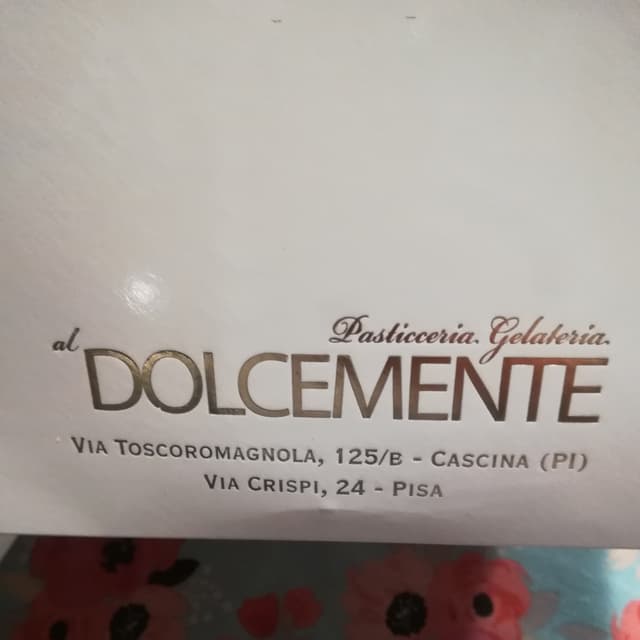 Pasticceria. Gelateria.
al DOLCEMENTE
VIA TOSCOROMAGNOLA, 125/B - CASCINA (PI)
VIA CRISPI, 24 - PISA